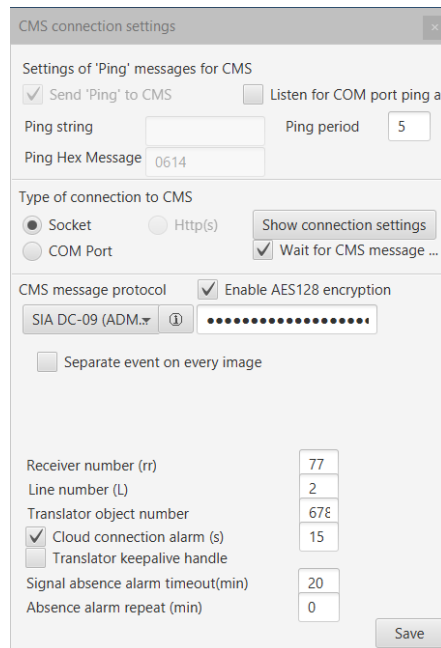 CMS connection settings
Settings of 'Ping' messages for CMS
Send 'Ping' to CMS Listen for COM port ping a
Ping string Ping period 5
Ping Hex Message 0614
Type of connection to CMS
Socket Http(s) Show connection settings
COM Port Wait for CMS message ...
CMS message protocol Enable AES128 encryption
SIA DC-09 (ADM...
Separate event on every image
Receiver number (rr) 77
Line number (L) 2
Translator object number 678
Cloud connection alarm (s) 15
Translator keepalive handle
Signal absence alarm timeout(min) 20
Absence alarm repeat (min) 0
Save